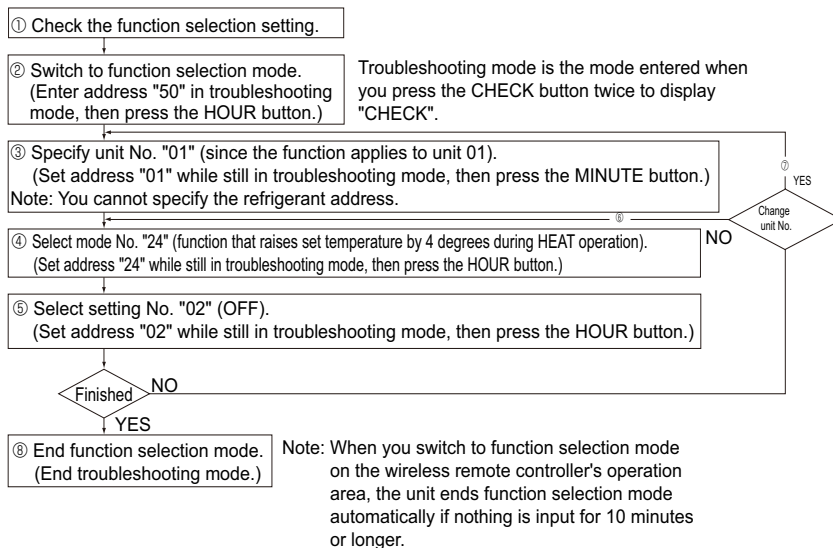 ① Check the function selection setting.
② Switch to function selection mode.
(Enter address "50" in troubleshooting
mode, then press the HOUR button.)
Troubleshooting mode is the mode entered when
you press the CHECK button twice to display
"CHECK".
③ Specify unit No. "01" (since the function applies to unit 01).
(Set address "01" while still in troubleshooting mode, then press the MINUTE button.)
Note: You cannot specify the refrigerant address.
⑦
YES
Change
unit No.
NO
⑥
④ Select mode No. "24" (function that raises set temperature by 4 degrees during HEAT operation).
(Set address "24" while still in troubleshooting mode, then press the HOUR button.)
⑤ Select setting No. "02" (OFF).
(Set address "02" while still in troubleshooting mode, then press the HOUR button.)
Finished
NO
YES
⑧ End function selection mode.
(End troubleshooting mode.)
Note: When you switch to function selection mode
on the wireless remote controller's operation
area, the unit ends function selection mode
automatically if nothing is input for 10 minutes
or longer.